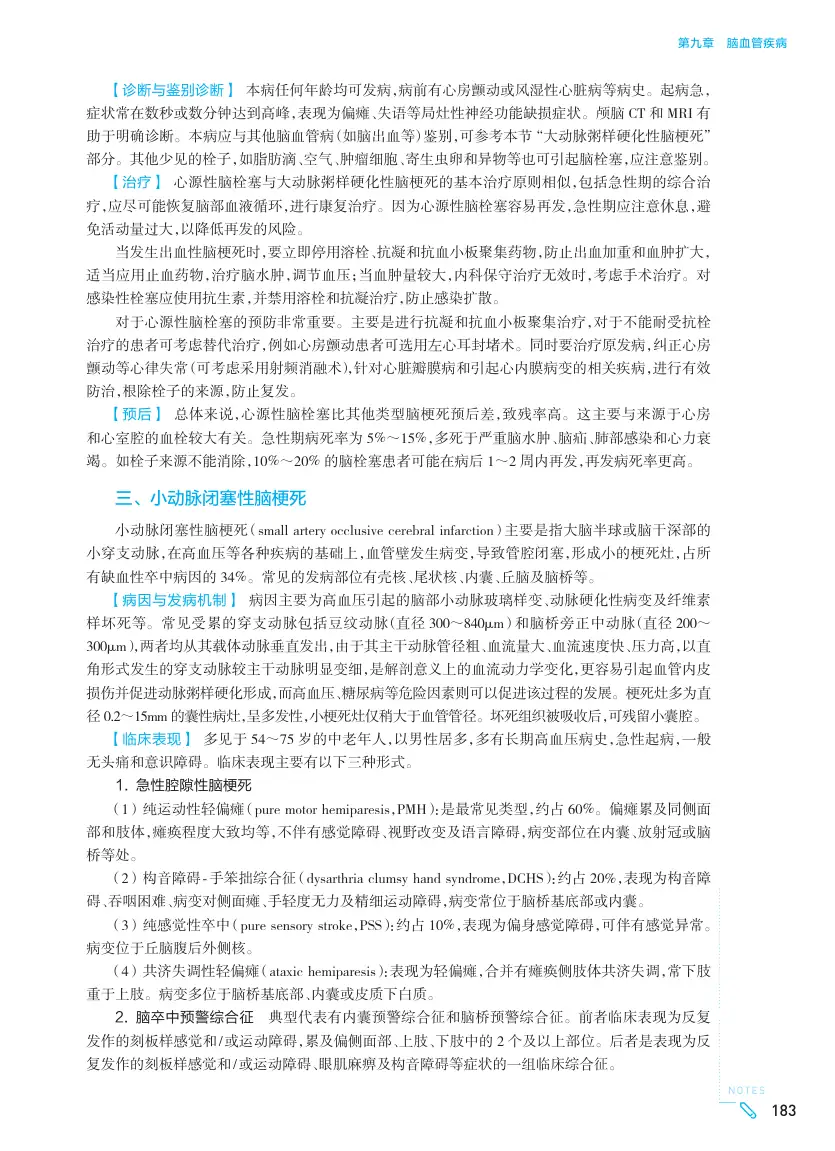 第九章 脑血管疾病
【诊断与鉴别诊断】 本病任何年龄均可发病,病前有心房颤动或风湿性心脏病等病史。起病急,
症状常在数秒或数分钟达到高峰,表现为偏瘫、失语等局灶性神经功能缺损症状。颅脑 CT 和 MRI 有
助于明确诊断。本病应与其他脑血管病(如脑出血等)鉴别,可参考本节 “大动脉粥样硬化性脑梗死”
部分。其他少见的栓子,如脂肪滴、空气、肿瘤细胞、寄生虫卵和异物等也可引起脑栓塞,应注意鉴别。
【治疗】 心源性脑栓塞与大动脉粥样硬化性脑梗死的基本治疗原则相似,包括急性期的综合治
疗,应尽可能恢复脑部血液循环,进行康复治疗。因为心源性脑栓塞容易再发,急性期应注意休息,避
免活动量过大,以降低再发的风险。
当发生出血性脑梗死时,要立即停用溶栓、抗凝和抗血小板聚集药物,防止出血加重和血肿扩大,
适当应用止血药物,治疗脑水肿,调节血压;当血肿量较大,内科保守治疗无效时,考虑手术治疗。对
感染性栓塞应使用抗生素,并禁用溶栓和抗凝治疗,防止感染扩散。
对于心源性脑栓塞的预防非常重要。主要是进行抗凝和抗血小板聚集治疗,对于不能耐受抗栓
治疗的患者可考虑替代治疗,例如心房颤动患者可选用左心耳封堵术。同时要治疗原发病,纠正心房
颤动等心律失常(可考虑采用射频消融术),针对心脏瓣膜病和引起心内膜病变的相关疾病,进行有效
防治,根除栓子的来源,防止复发。
【预后】 总体来说,心源性脑栓塞比其他类型脑梗死预后差,致残率高。这主要与来源于心房
和心室腔的血栓较大有关。急性期病死率为 5%～15%,多死于严重脑水肿、脑疝、肺部感染和心力衰
竭。如栓子来源不能消除,10%～20% 的脑栓塞患者可能在病后 1～2 周内再发,再发病死率更高。
三、小动脉闭塞性脑梗死
小动脉闭塞性脑梗死(small artery occlusive cerebral infarction)主要是指大脑半球或脑干深部的
小穿支动脉,在高血压等各种疾病的基础上,血管壁发生病变,导致管腔闭塞,形成小的梗死灶,占所
有缺血性卒中病因的 34%。常见的发病部位有壳核、尾状核、内囊、丘脑及脑桥等。
【病因与发病机制】 病因主要为高血压引起的脑部小动脉玻璃样变、动脉硬化性病变及纤维素
样坏死等。常见受累的穿支动脉包括豆纹动脉(直径 300～840μm)和脑桥旁正中动脉(直径 200～
300μm),两者均从其载体动脉垂直发出,由于其主干动脉管径粗、血流量大、血流速度快、压力高,以直
角形式发生的穿支动脉较主干动脉明显变细,是解剖意义上的血流动力学变化,更容易引起血管内皮
损伤并促进动脉粥样硬化形成,而高血压、糖尿病等危险因素则可以促进该过程的发展。梗死灶多为直
径 0.2～15mm 的囊性病灶,呈多发性,小梗死灶仅稍大于血管管径。坏死组织被吸收后,可残留小囊腔。
【临床表现】 多见于 54～75 岁的中老年人,以男性居多,多有长期高血压病史,急性起病,一般
无头痛和意识障碍。临床表现主要有以下三种形式。
1. 急性腔隙性脑梗死
(1)纯运动性轻偏瘫(pure motor hemiparesis,PMH):是最常见类型,约占 60%。偏瘫累及同侧面
部和肢体,瘫痪程度大致均等,不伴有感觉障碍、视野改变及语言障碍,病变部位在内囊、放射冠或脑
桥等处。
(2)构音障碍-手笨拙综合征(dysarthria clumsy hand syndrome,DCHS):约占 20%,表现为构音障
碍、吞咽困难、病变对侧面瘫、手轻度无力及精细运动障碍,病变常位于脑桥基底部或内囊。
(3)纯感觉性卒中(pure sensory stroke,PSS):约占 10%,表现为偏身感觉障碍,可伴有感觉异常。
病变位于丘脑腹后外侧核。
(4)共济失调性轻偏瘫(ataxic hemiparesis):表现为轻偏瘫,合并有瘫痪侧肢体共济失调,常下肢
重于上肢。病变多位于脑桥基底部、内囊或皮质下白质。
2. 脑卒中预警综合征 典型代表有内囊预警综合征和脑桥预警综合征。前者临床表现为反复
发作的刻板样感觉和/或运动障碍,累及偏侧面部、上肢、下肢中的 2 个及以上部位。后者是表现为反
复发作的刻板样感觉和/或运动障碍、眼肌麻痹及构音障碍等症状的一组临床综合征。
NOTES
183